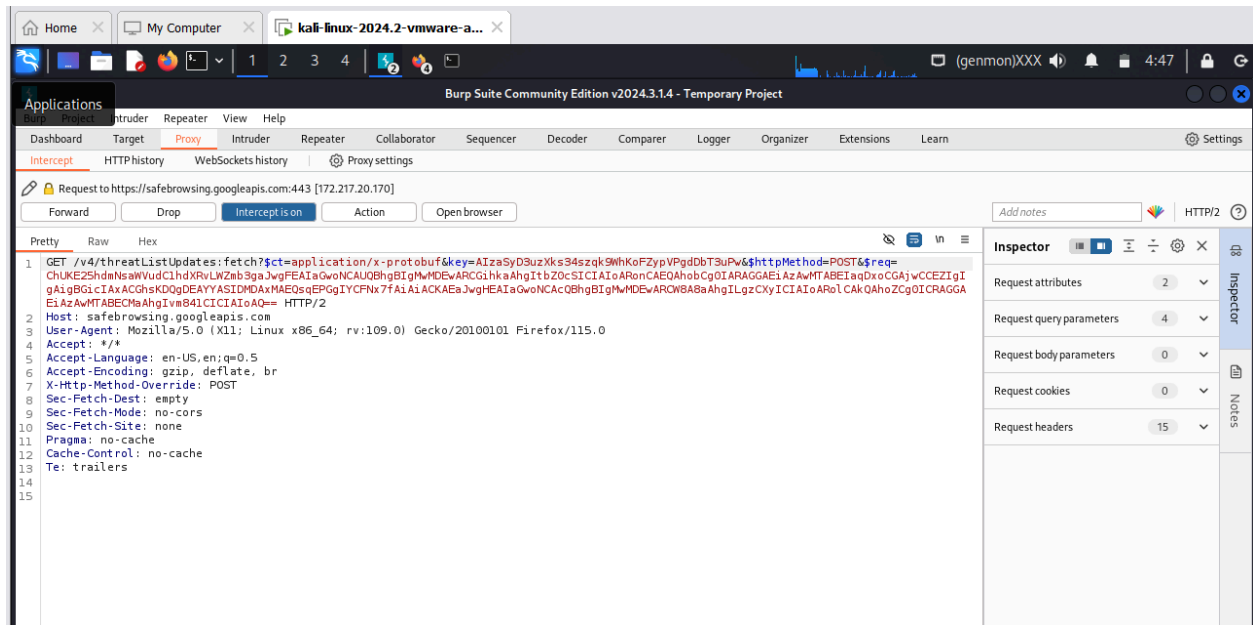 Home
My Computer
kali-linux-2024.2-vmware-a...
1 2 3 4
(genmon)XXX
4:47
Applications
Burp Suite Community Edition v2024.3.1.4 - Temporary Project
Burp Project Intruder Repeater View Help
Dashboard Target Proxy Intruder Repeater Collaborator Sequencer Decoder Comparer Logger Organizer Extensions Learn Settings
Intercept HTTP history WebSockets history Proxy settings
Request to https://safebrowsing.googleapis.com:443 [172.217.20.170]
Forward Drop Intercept is on Action Open browser Add notes HTTP/2
Pretty Raw Hex \n
Inspector
1 GET /v4/threatListUpdates:fetch?$ct=application/x-protobuf&key=AIzaSyD3uzXks34szqk9WhKoFZypVPgdDbT3uPw&$httpMethod=POST&$req=
ChUKE25hdmNsaWVudC1hdXRvLWZmb3gaJwgFEAIaGwoNCAUQBhgBIgMwMDEwARCGihkaAhgItbZ0cSICIAIoARonCAEQAhobCg0IARAGGAEiAzAwMTABEIaqDxoCGAjwCCEZIgI
gAigBGicIAxACGhsKDQgDEAYYASIDMDAxMAEQsqEPGgIYCFNx7fAiAiACKAEaJwgHEAIaGwoNCAcQBhgBIgMwMDEwARCW8A8aAhgILgzCXyICIAIoARolCAkQAhoZCg0ICRAGGA
EiAzAwMTABECMaAhgIvm841CICIAIoAQ== HTTP/2
2 Host: safebrowsing.googleapis.com
3 User-Agent: Mozilla/5.0 (X11; Linux x86_64; rv:109.0) Gecko/20100101 Firefox/115.0
4 Accept: */*
5 Accept-Language: en-US,en;q=0.5
6 Accept-Encoding: gzip, deflate, br
7 X-Http-Method-Override: POST
8 Sec-Fetch-Dest: empty
9 Sec-Fetch-Mode: no-cors
10 Sec-Fetch-Site: none
11 Pragma: no-cache
12 Cache-Control: no-cache
13 Te: trailers
14
15
Request attributes 2
Request query parameters 4
Request body parameters 0
Request cookies 0
Request headers 15
Inspector
Notes